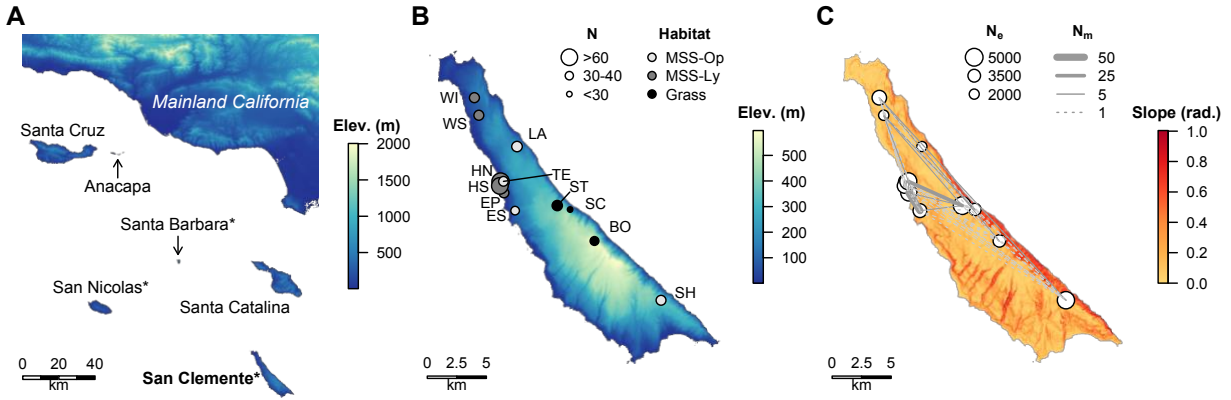 A
Mainland California
Santa Cruz
Anacapa
Santa Barbara*
San Nicolas*
Santa Catalina
San Clemente*
0 20 40
km
Elev. (m)
2000
1500
1000
500
B
N
>60
30-40
<30
Habitat
MSS-Op
MSS-Ly
Grass
WI
WS
LA
HN
TE
HS
ST
EP
SC
ES
BO
SH
0 2.5 5
km
Elev. (m)
500
400
300
200
100
C
Ne
5000
3500
2000
Nm
50
25
5
1
0 2.5 5
km
Slope (rad.)
1.0
0.8
0.6
0.4
0.2
0.0